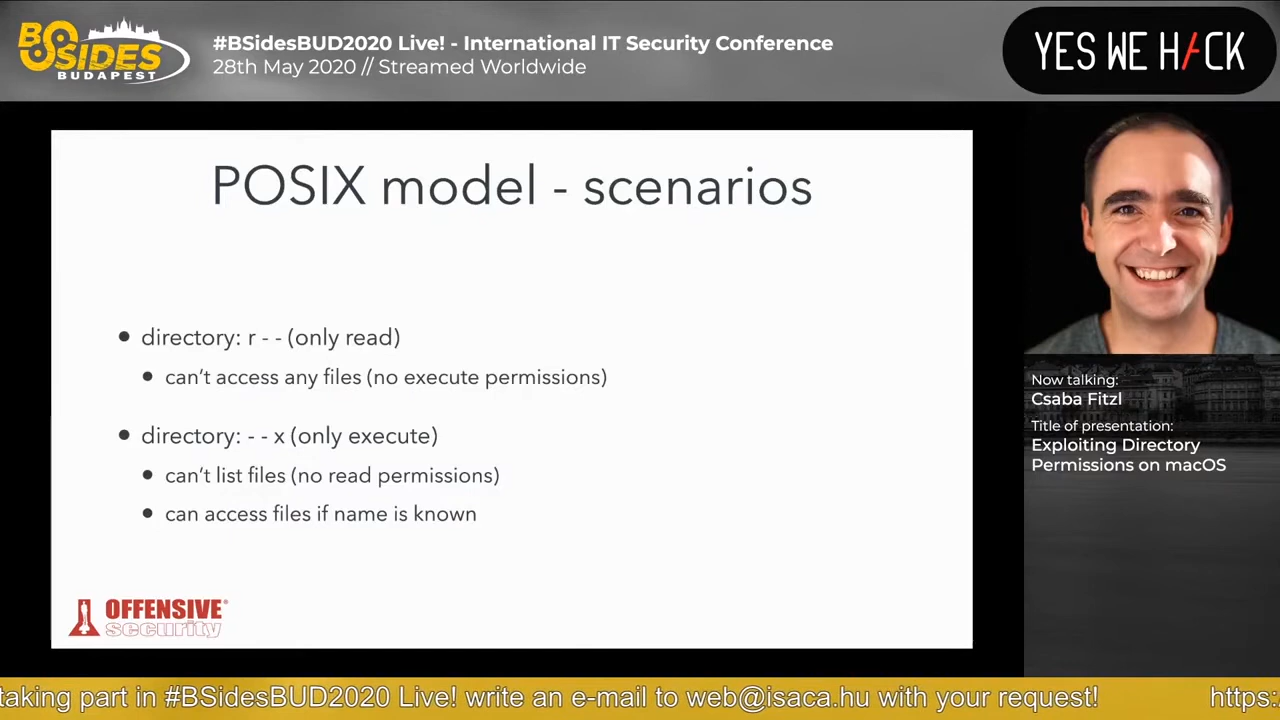 BSIDES
BUDAPEST
#BSidesBUD2020 Live! - International IT Security Conference
28th May 2020 // Streamed Worldwide
YES WE H/CK
POSIX model - scenarios
● directory: r - - (only read)
● can’t access any files (no execute permissions)
● directory: - - x (only execute)
● can’t list files (no read permissions)
● can access files if name is known
OFFENSIVE®
security
Now talking:
Csaba Fitzl
Title of presentation:
Exploiting Directory
Permissions on macOS
taking part in #BSidesBUD2020 Live! write an e-mail to web@isaca.hu with your request! https: